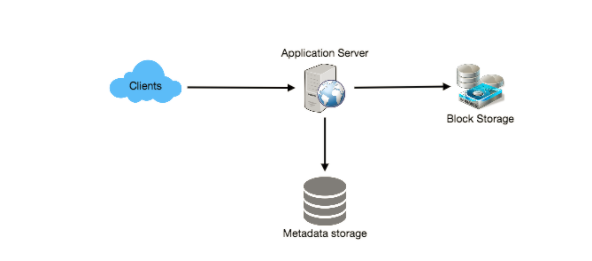 Application Server
Clients
Block Storage
Metadata storage